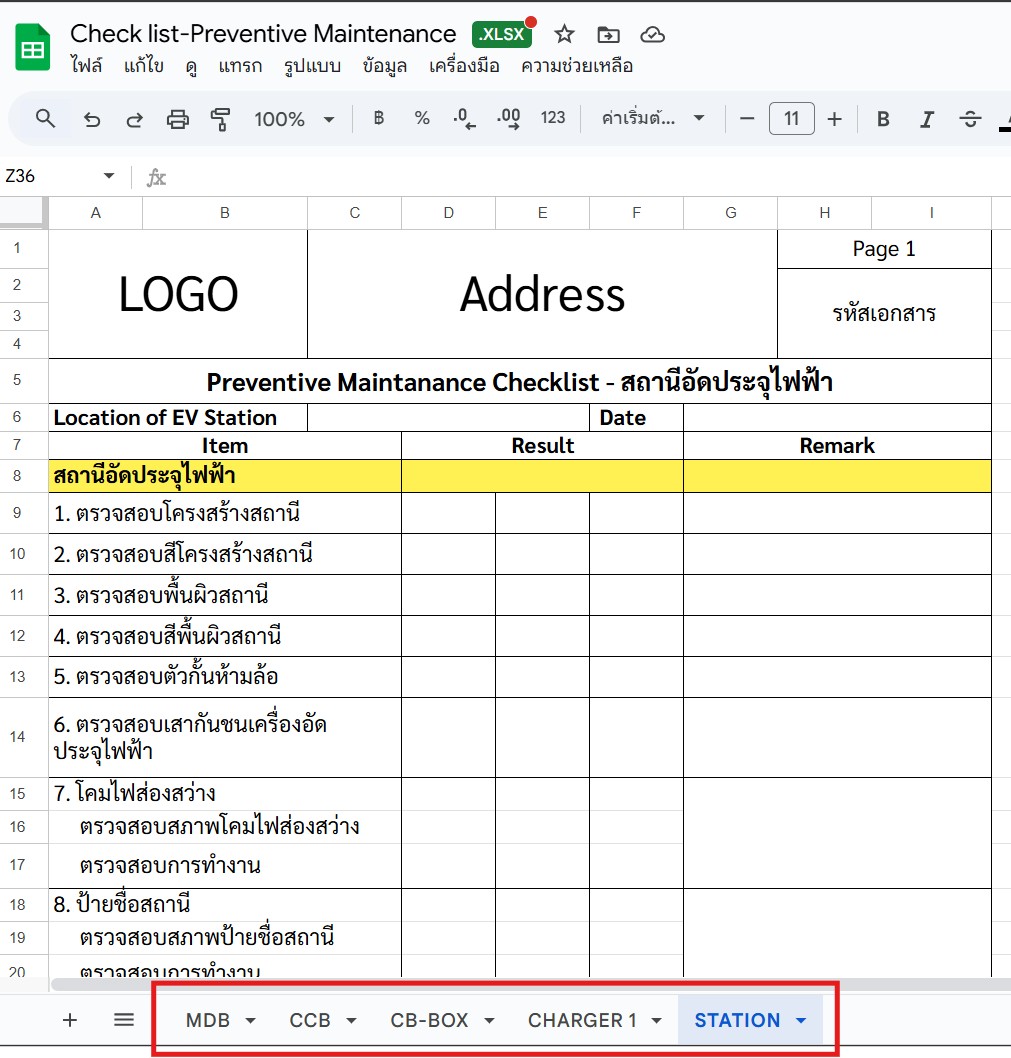 Check list-Preventive Maintenance .XLSX
ไฟล์ แก้ไข ดู แทรก รูปแบบ ข้อมูล เครื่องมือ ความช่วยเหลือ
100% ฿ % .0 .00 123 ค่าเริ่มต้... 11 B I S
Z36 fx
A B C D E F G H I
1 LOGO Address Page 1
2 รหัสเอกสาร
3
4
5 Preventive Maintanance Checklist - สถานีอัดประจุไฟฟ้า
6 Location of EV Station Date
7 Item Result Remark
8 สถานีอัดประจุไฟฟ้า
9 1. ตรวจสอบโครงสร้างสถานี
10 2. ตรวจสอบสีโครงสร้างสถานี
11 3. ตรวจสอบพื้นผิวสถานี
12 4. ตรวจสอบสีพื้นผิวสถานี
13 5. ตรวจสอบตัวกั้นห้ามล้อ
14 6. ตรวจสอบเสากันชนเครื่องอัด
ประจุไฟฟ้า
15 7. โคมไฟส่องสว่าง
16 ตรวจสอบสภาพโคมไฟส่องสว่าง
17 ตรวจสอบการทำงาน
18 8. ป้ายชื่อสถานี
19 ตรวจสอบสภาพป้ายชื่อสถานี
20 ตรวจสอบการทำงาน
MDB CCB CB-BOX CHARGER 1 STATION